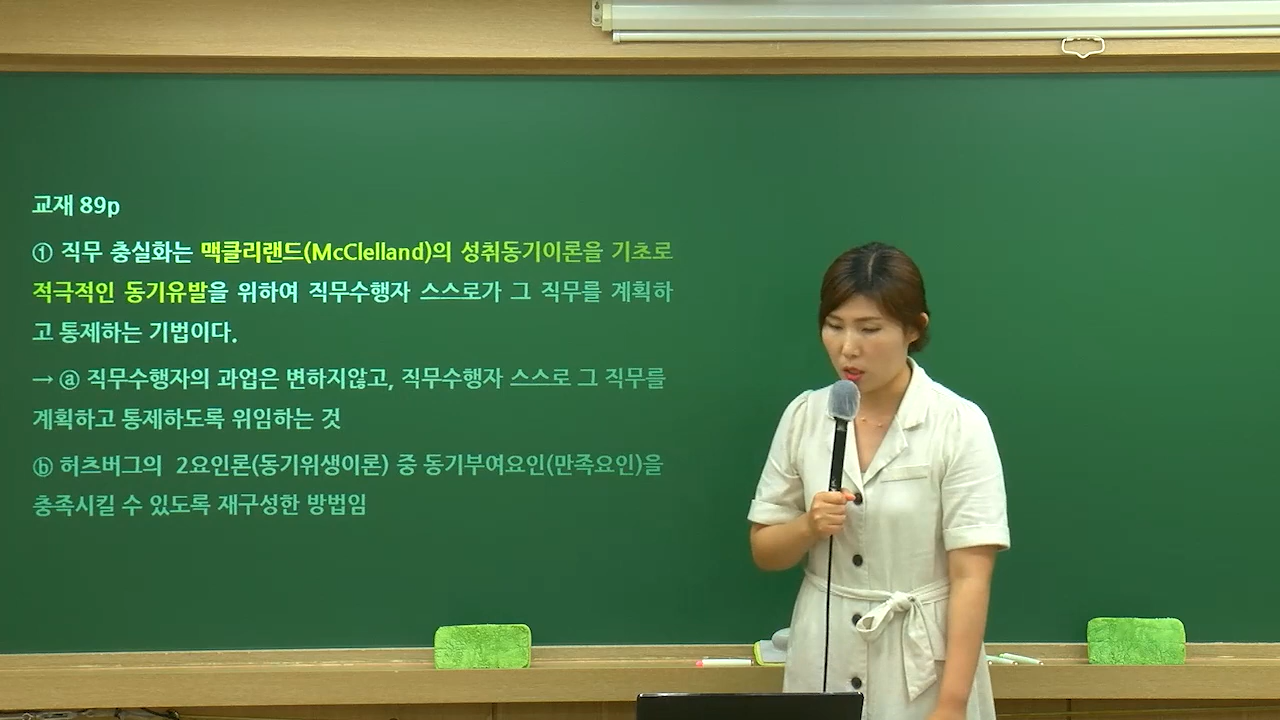 교재 89p
① 직무 충실화는 맥클리랜드(McClelland)의 성취동기이론을 기초로
적극적인 동기유발을 위하여 직무수행자 스스로가 그 직무를 계획하
고 통제하는 기법이다.
→ ⓐ 직무수행자의 과업은 변하지않고, 직무수행자 스스로 그 직무를
계획하고 통제하도록 위임하는 것
ⓑ 허츠버그의 2요인론(동기위생이론) 중 동기부여요인(만족요인)을
충족시킬 수 있도록 재구성한 방법임